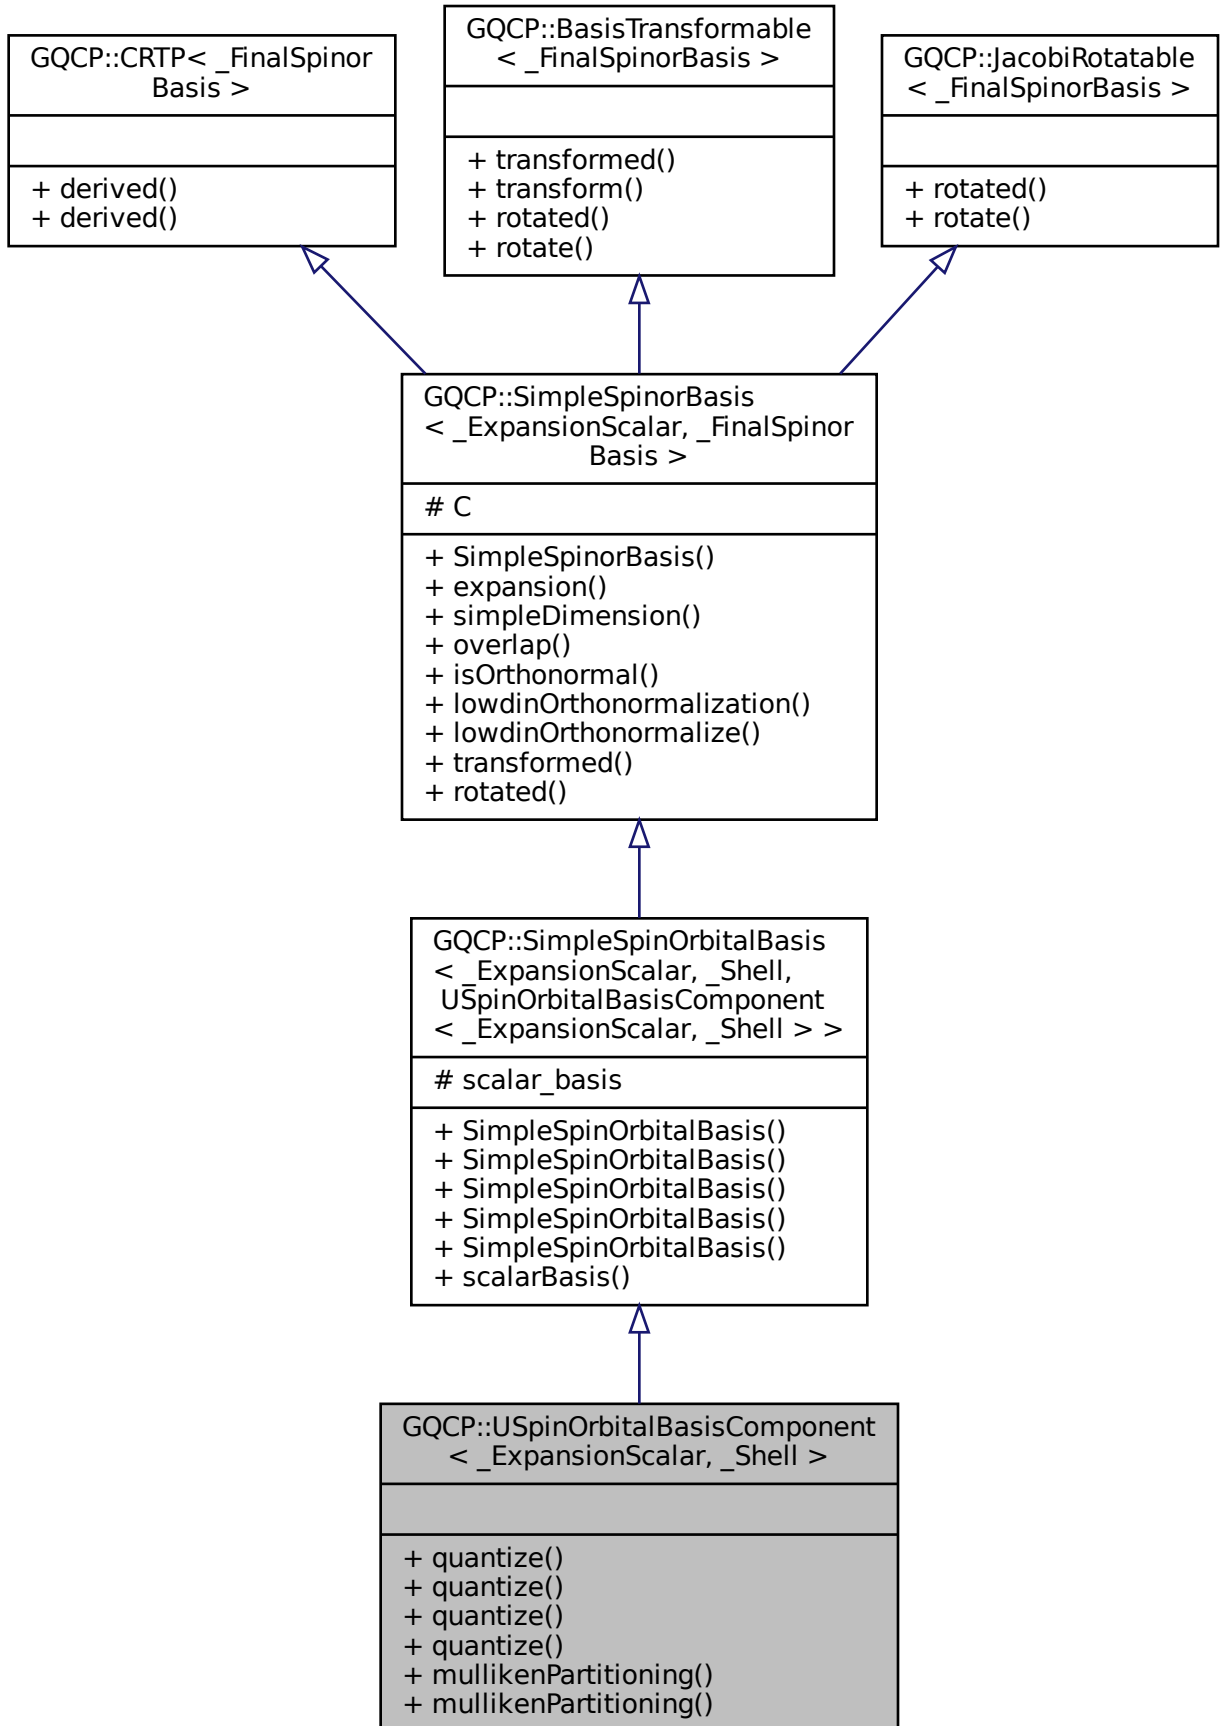 GQCP::CRTP< _FinalSpinor
Basis >
+ derived()
+ derived()
GQCP::BasisTransformable
< _FinalSpinorBasis >
+ transformed()
+ transform()
+ rotated()
+ rotate()
GQCP::JacobiRotatable
< _FinalSpinorBasis >
+ rotated()
+ rotate()
GQCP::SimpleSpinorBasis
< _ExpansionScalar, _FinalSpinor
Basis >
# C
+ SimpleSpinorBasis()
+ expansion()
+ simpleDimension()
+ overlap()
+ isOrthonormal()
+ lowdinOrthonormalization()
+ lowdinOrthonormalize()
+ transformed()
+ rotated()
GQCP::SimpleSpinOrbitalBasis
< _ExpansionScalar, _Shell,
USpinOrbitalBasisComponent
< _ExpansionScalar, _Shell > >
# scalar_basis
+ SimpleSpinOrbitalBasis()
+ SimpleSpinOrbitalBasis()
+ SimpleSpinOrbitalBasis()
+ SimpleSpinOrbitalBasis()
+ SimpleSpinOrbitalBasis()
+ scalarBasis()
GQCP::USpinOrbitalBasisComponent
< _ExpansionScalar, _Shell >
+ quantize()
+ quantize()
+ quantize()
+ quantize()
+ mullikenPartitioning()
+ mullikenPartitioning()